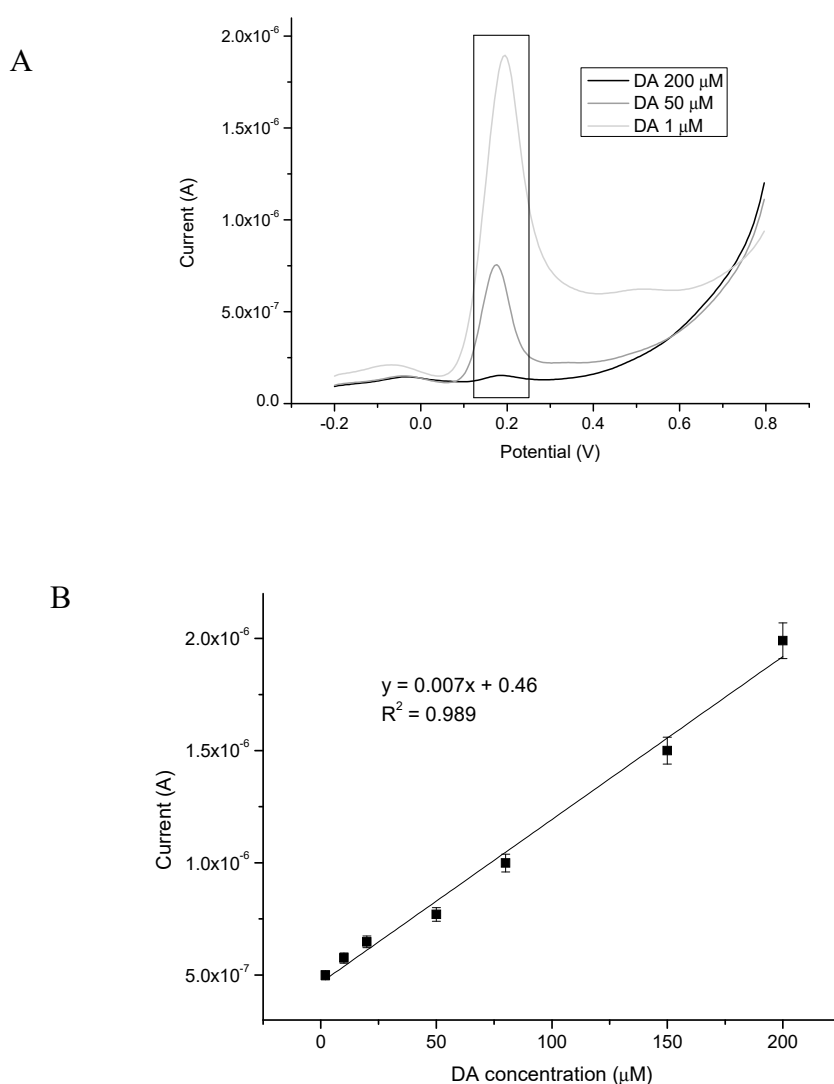 A
2.0x10⁻⁶
1.5x10⁻⁶
1.0x10⁻⁶
5.0x10⁻⁷
0.0
Current (A)
DA 200 μM
DA 50 μM
DA 1 μM
-0.2 0.0 0.2 0.4 0.6 0.8
Potential (V)
B
2.0x10⁻⁶
1.5x10⁻⁶
1.0x10⁻⁶
5.0x10⁻⁷
Current (A)
y = 0.007x + 0.46
R² = 0.989
0 50 100 150 200
DA concentration (μM)